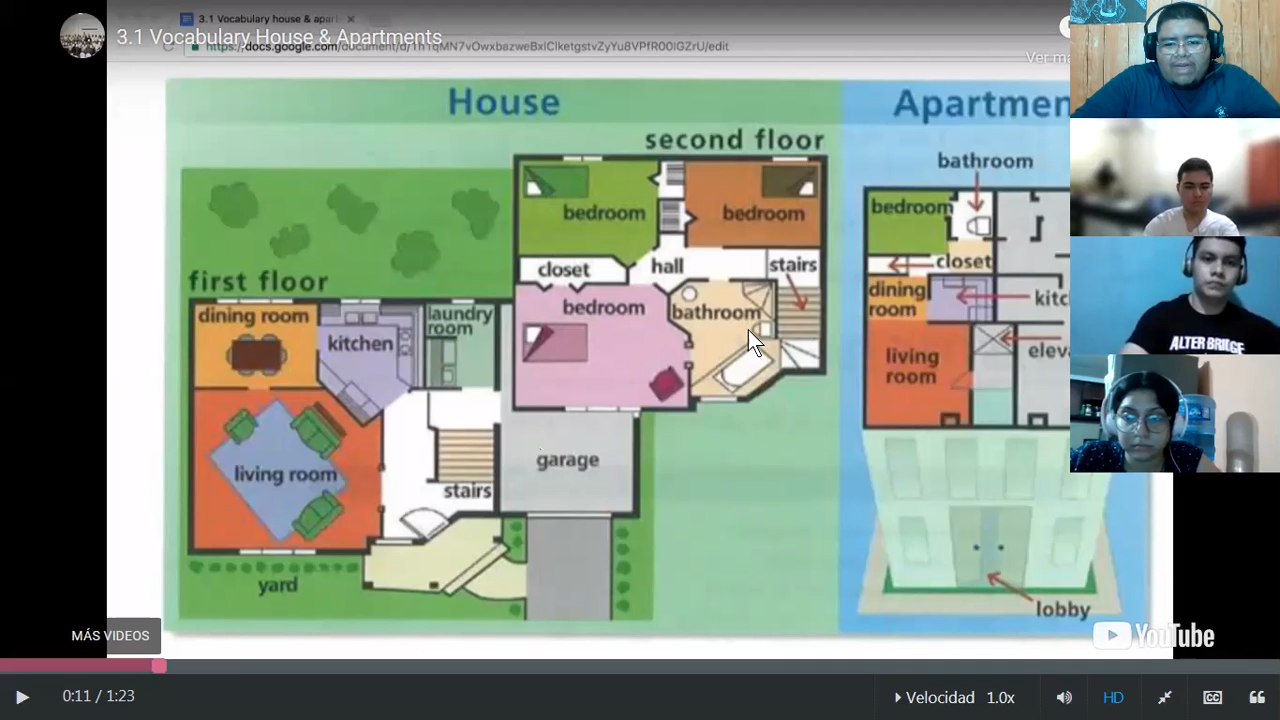 3.1 Vocabulary house & apar
3.1 Vocabulary House & Apartments
Ver má
House
Apartmen
second floor
bathroom
bedroom
bedroom
bedroom
closet
hall
stairs
closet
first floor
dining room
kitchen
laundry
room
bedroom
bathroom
dining
room
kitc
eleva
living
room
living room
garage
stairs
yard
lobby
ALTER BRIDGE
MÁS VIDEOS
YouTube
0:11 / 1:23
Velocidad 1.0x
HD
CC